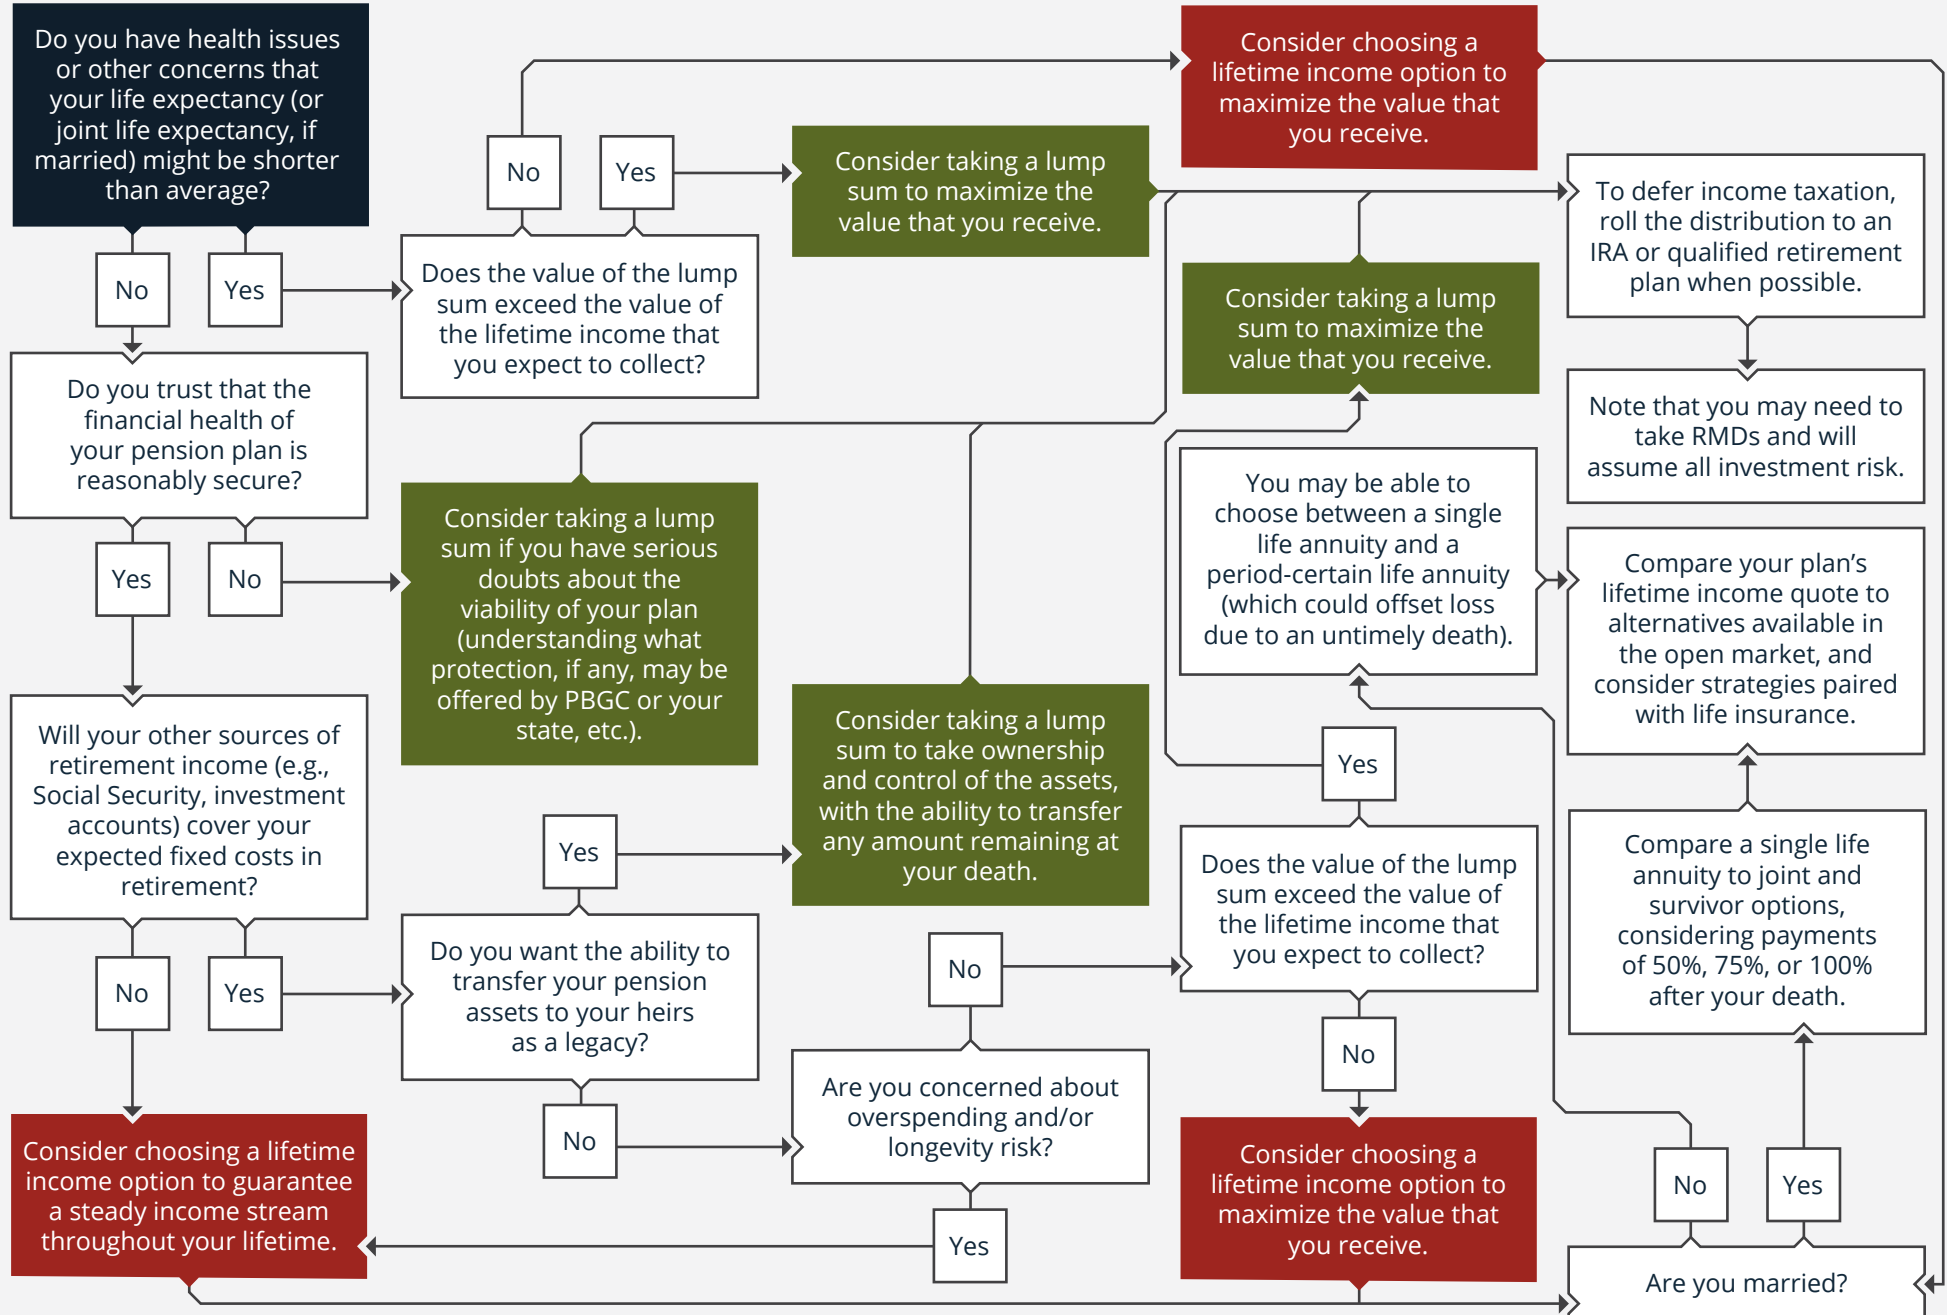 Do you have health issues
or other concerns that
your life expectancy (or
joint life expectancy, if
married) might be shorter
than average?
No
Yes
Does the value of the lump
sum exceed the value of
the lifetime income that
you expect to collect?
No
Yes
Consider taking a lump
sum to maximize the
value that you receive.
Consider choosing a
lifetime income option to
maximize the value that
you receive.
To defer income taxation,
roll the distribution to an
IRA or qualified retirement
plan when possible.
Note that you may need to
take RMDs and will
assume all investment risk.
Do you trust that the
financial health of
your pension plan is
reasonably secure?
Yes
No
Consider taking a lump
sum if you have serious
doubts about the
viability of your plan
(understanding what
protection, if any, may be
offered by PBGC or your
state, etc.).
Will your other sources of
retirement income (e.g.,
Social Security, investment
accounts) cover your
expected fixed costs in
retirement?
No
Yes
Do you want the ability to
transfer your pension
assets to your heirs
as a legacy?
Yes
No
Consider taking a lump
sum to take ownership
and control of the assets,
with the ability to transfer
any amount remaining at
your death.
Are you concerned about
overspending and/or
longevity risk?
No
Yes
Consider choosing a lifetime
income option to guarantee
a steady income stream
throughout your lifetime.
Does the value of the lump
sum exceed the value of
the lifetime income that
you expect to collect?
Yes
No
Consider taking a lump
sum to maximize the
value that you receive.
Consider choosing a
lifetime income option to
maximize the value that
you receive.
Are you married?
No
Yes
You may be able to
choose between a single
life annuity and a
period-certain life annuity
(which could offset loss
due to an untimely death).
Compare a single life
annuity to joint and
survivor options,
considering payments
of 50%, 75%, or 100%
after your death.
Compare your plan’s
lifetime income quote to
alternatives available in
the open market, and
consider strategies paired
with life insurance.